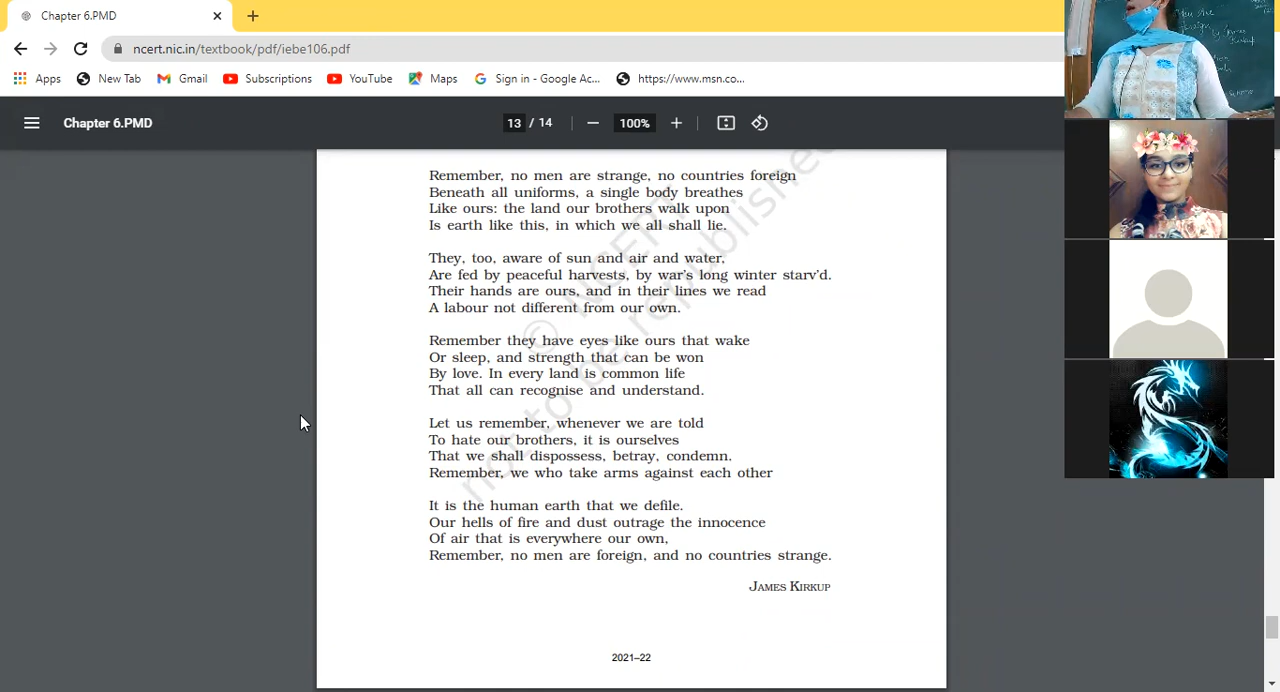 Chapter 6.PMD
ncert.nic.in/textbook/pdf/iebe106.pdf
Apps New Tab Gmail Subscriptions YouTube Maps Sign in - Google Ac... https://www.msn.co...
Chapter 6.PMD 13 / 14 100%
Remember, no men are strange, no countries foreign
Beneath all uniforms, a single body breathes
Like ours: the land our brothers walk upon
Is earth like this, in which we all shall lie.
They, too, aware of sun and air and water,
Are fed by peaceful harvests, by war's long winter starv'd.
Their hands are ours, and in their lines we read
A labour not different from our own.
Remember they have eyes like ours that wake
Or sleep, and strength that can be won
By love. In every land is common life
That all can recognise and understand.
Let us remember, whenever we are told
To hate our brothers, it is ourselves
That we shall dispossess, betray, condemn.
Remember, we who take arms against each other
It is the human earth that we defile.
Our hells of fire and dust outrage the innocence
Of air that is everywhere our own,
Remember, no men are foreign, and no countries strange.
JAMES KIRKUP
2021–22
© NCERT
not to be republished